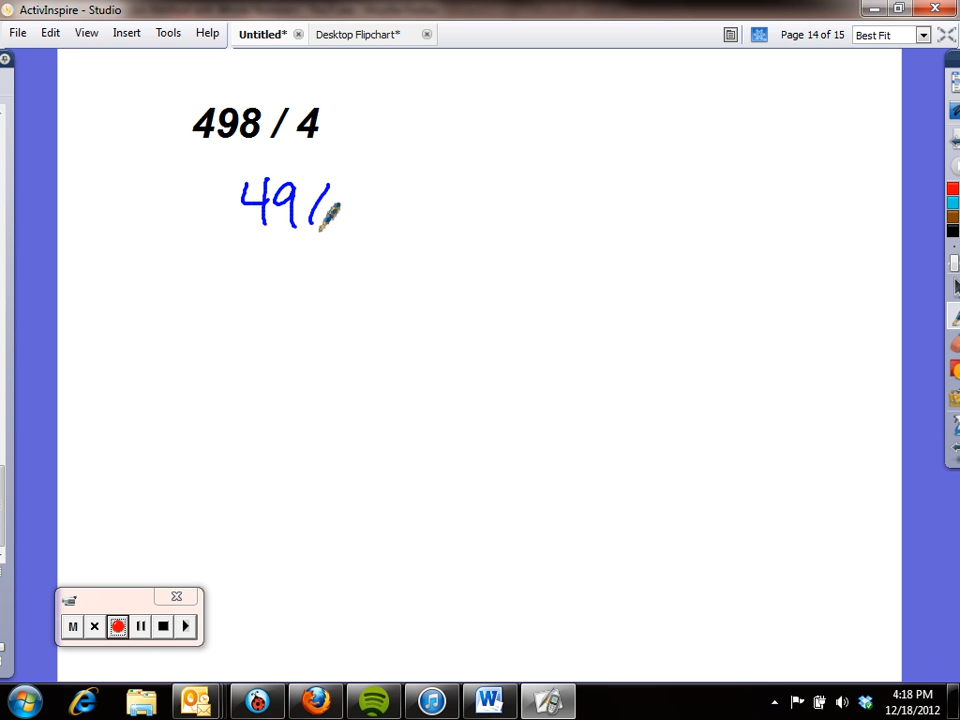 ActivInspire - Studio
File Edit View Insert Tools Help Untitled* Desktop Flipchart* Page 14 of 15 Best Fit
498 / 4
49/
M
4:18 PM
12/18/2012